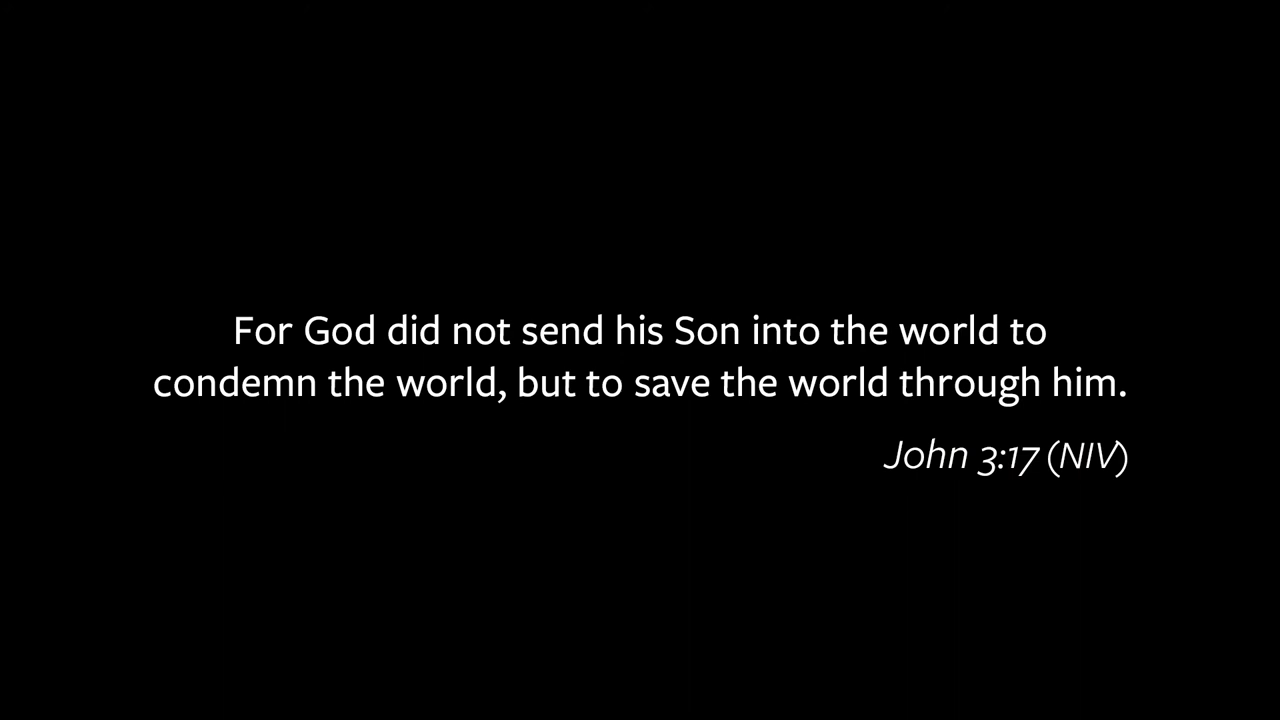 For God did not send his Son into the world to
condemn the world, but to save the world through him.
John 3:17 (NIV)